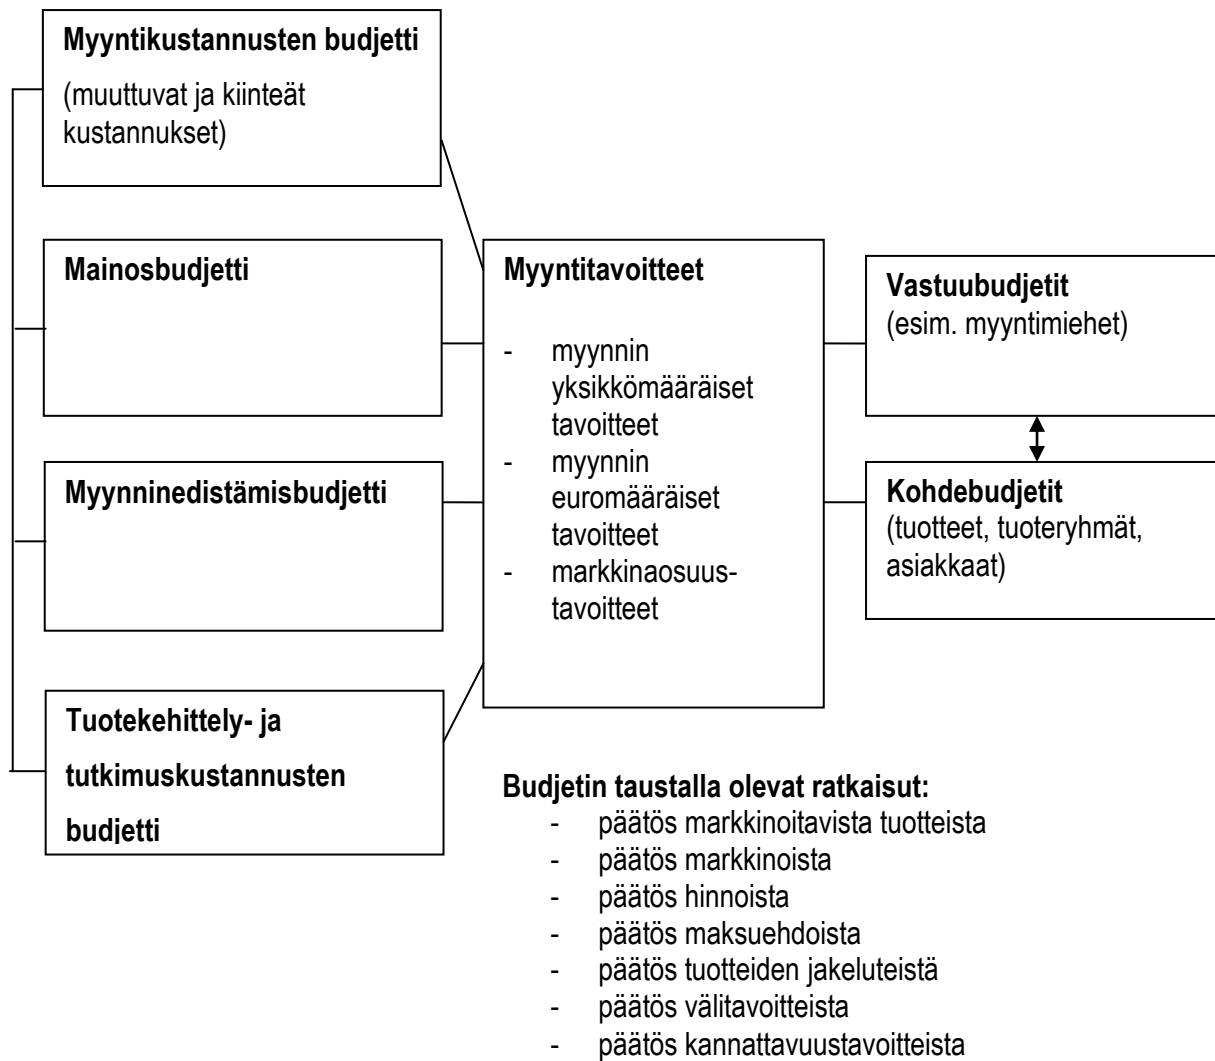 Myyntikustannusten budjetti
(muuttuvat ja kiinteät
kustannukset)
Mainosbudjetti
Myynninedistämisbudjetti
Tuotekehittely- ja
tutkimuskustannusten
budjetti
Myyntitavoitteet
- myynnin
yksikkömääräiset
tavoitteet
- myynnin
euromääräiset
tavoitteet
- markkinaosuus-
tavoitteet
Vastuubudjetit
(esim. myyntimiehet)
Kohdebudjetit
(tuotteet, tuoteryhmät,
asiakkaat)
Budjetin taustalla olevat ratkaisut:
- päätös markkinoitavista tuotteista
- päätös markkinoista
- päätös hinnoista
- päätös maksuehdoista
- päätös tuotteiden jakeluteistä
- päätös välitavoitteista
- päätös kannattavuustavoitteista